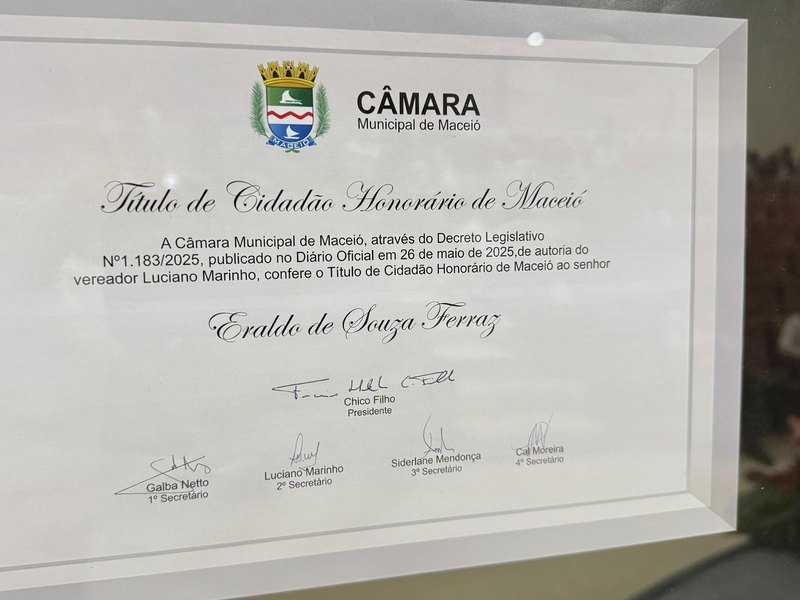 MACEIÓ
CÂMARA
Municipal de Maceió
Título de Cidadão Honorário de Maceió
A Câmara Municipal de Maceió, através do Decreto Legislativo
Nº1.183/2025, publicado no Diário Oficial em 26 de maio de 2025,de autoria do
vereador Luciano Marinho, confere o Título de Cidadão Honorário de Maceió ao senhor
Eraldo de Souza Ferraz
Chico Filho
Presidente
Galba Netto
1º Secretário
Luciano Marinho
2º Secretário
Siderlane Mendonça
3º Secretário
Cal Moreira
4º Secretário